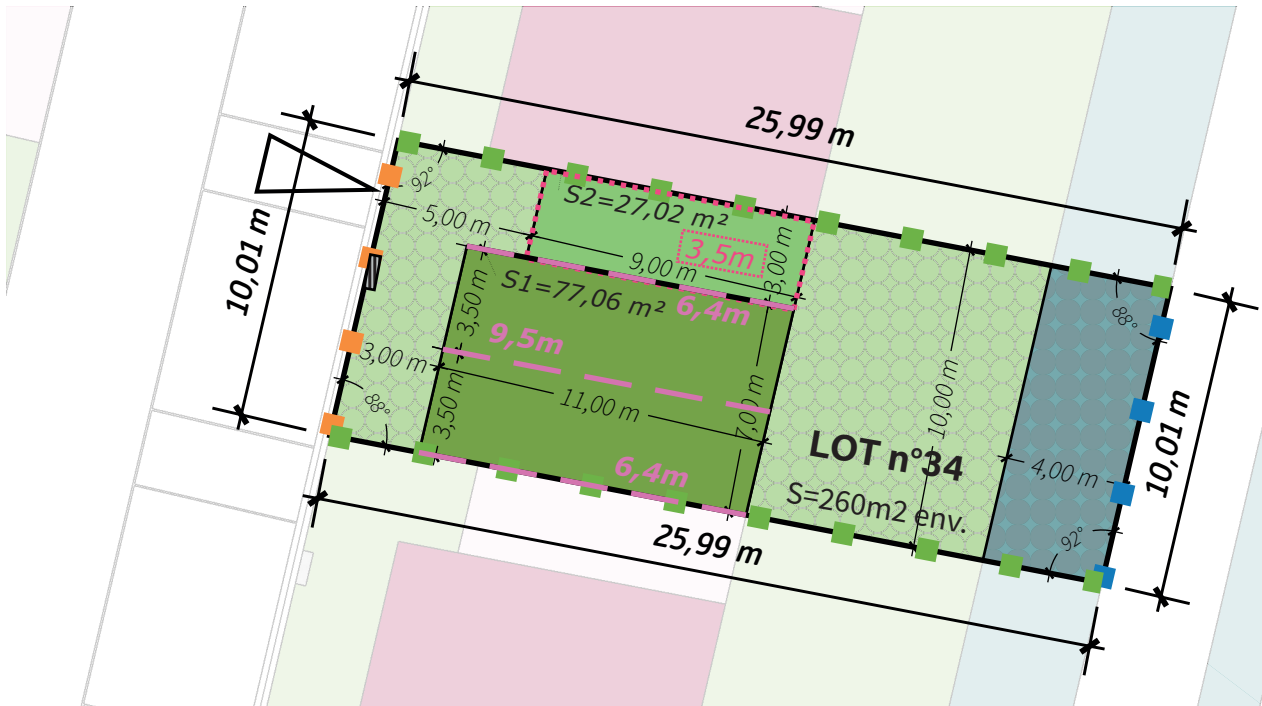 25,99 m
10,01 m
92°
5,00 m
S2=27,02 m²
3,5m
3,00 m
9,00 m
S1=77,06 m²
6,4m
3,50 m
9,5m
3,00 m
11,00 m
3,50 m
7,00 m
88°
6,4m
10,00 m
88°
LOT n°34
S=260m2 env.
4,00 m
10,01 m
92°
25,99 m